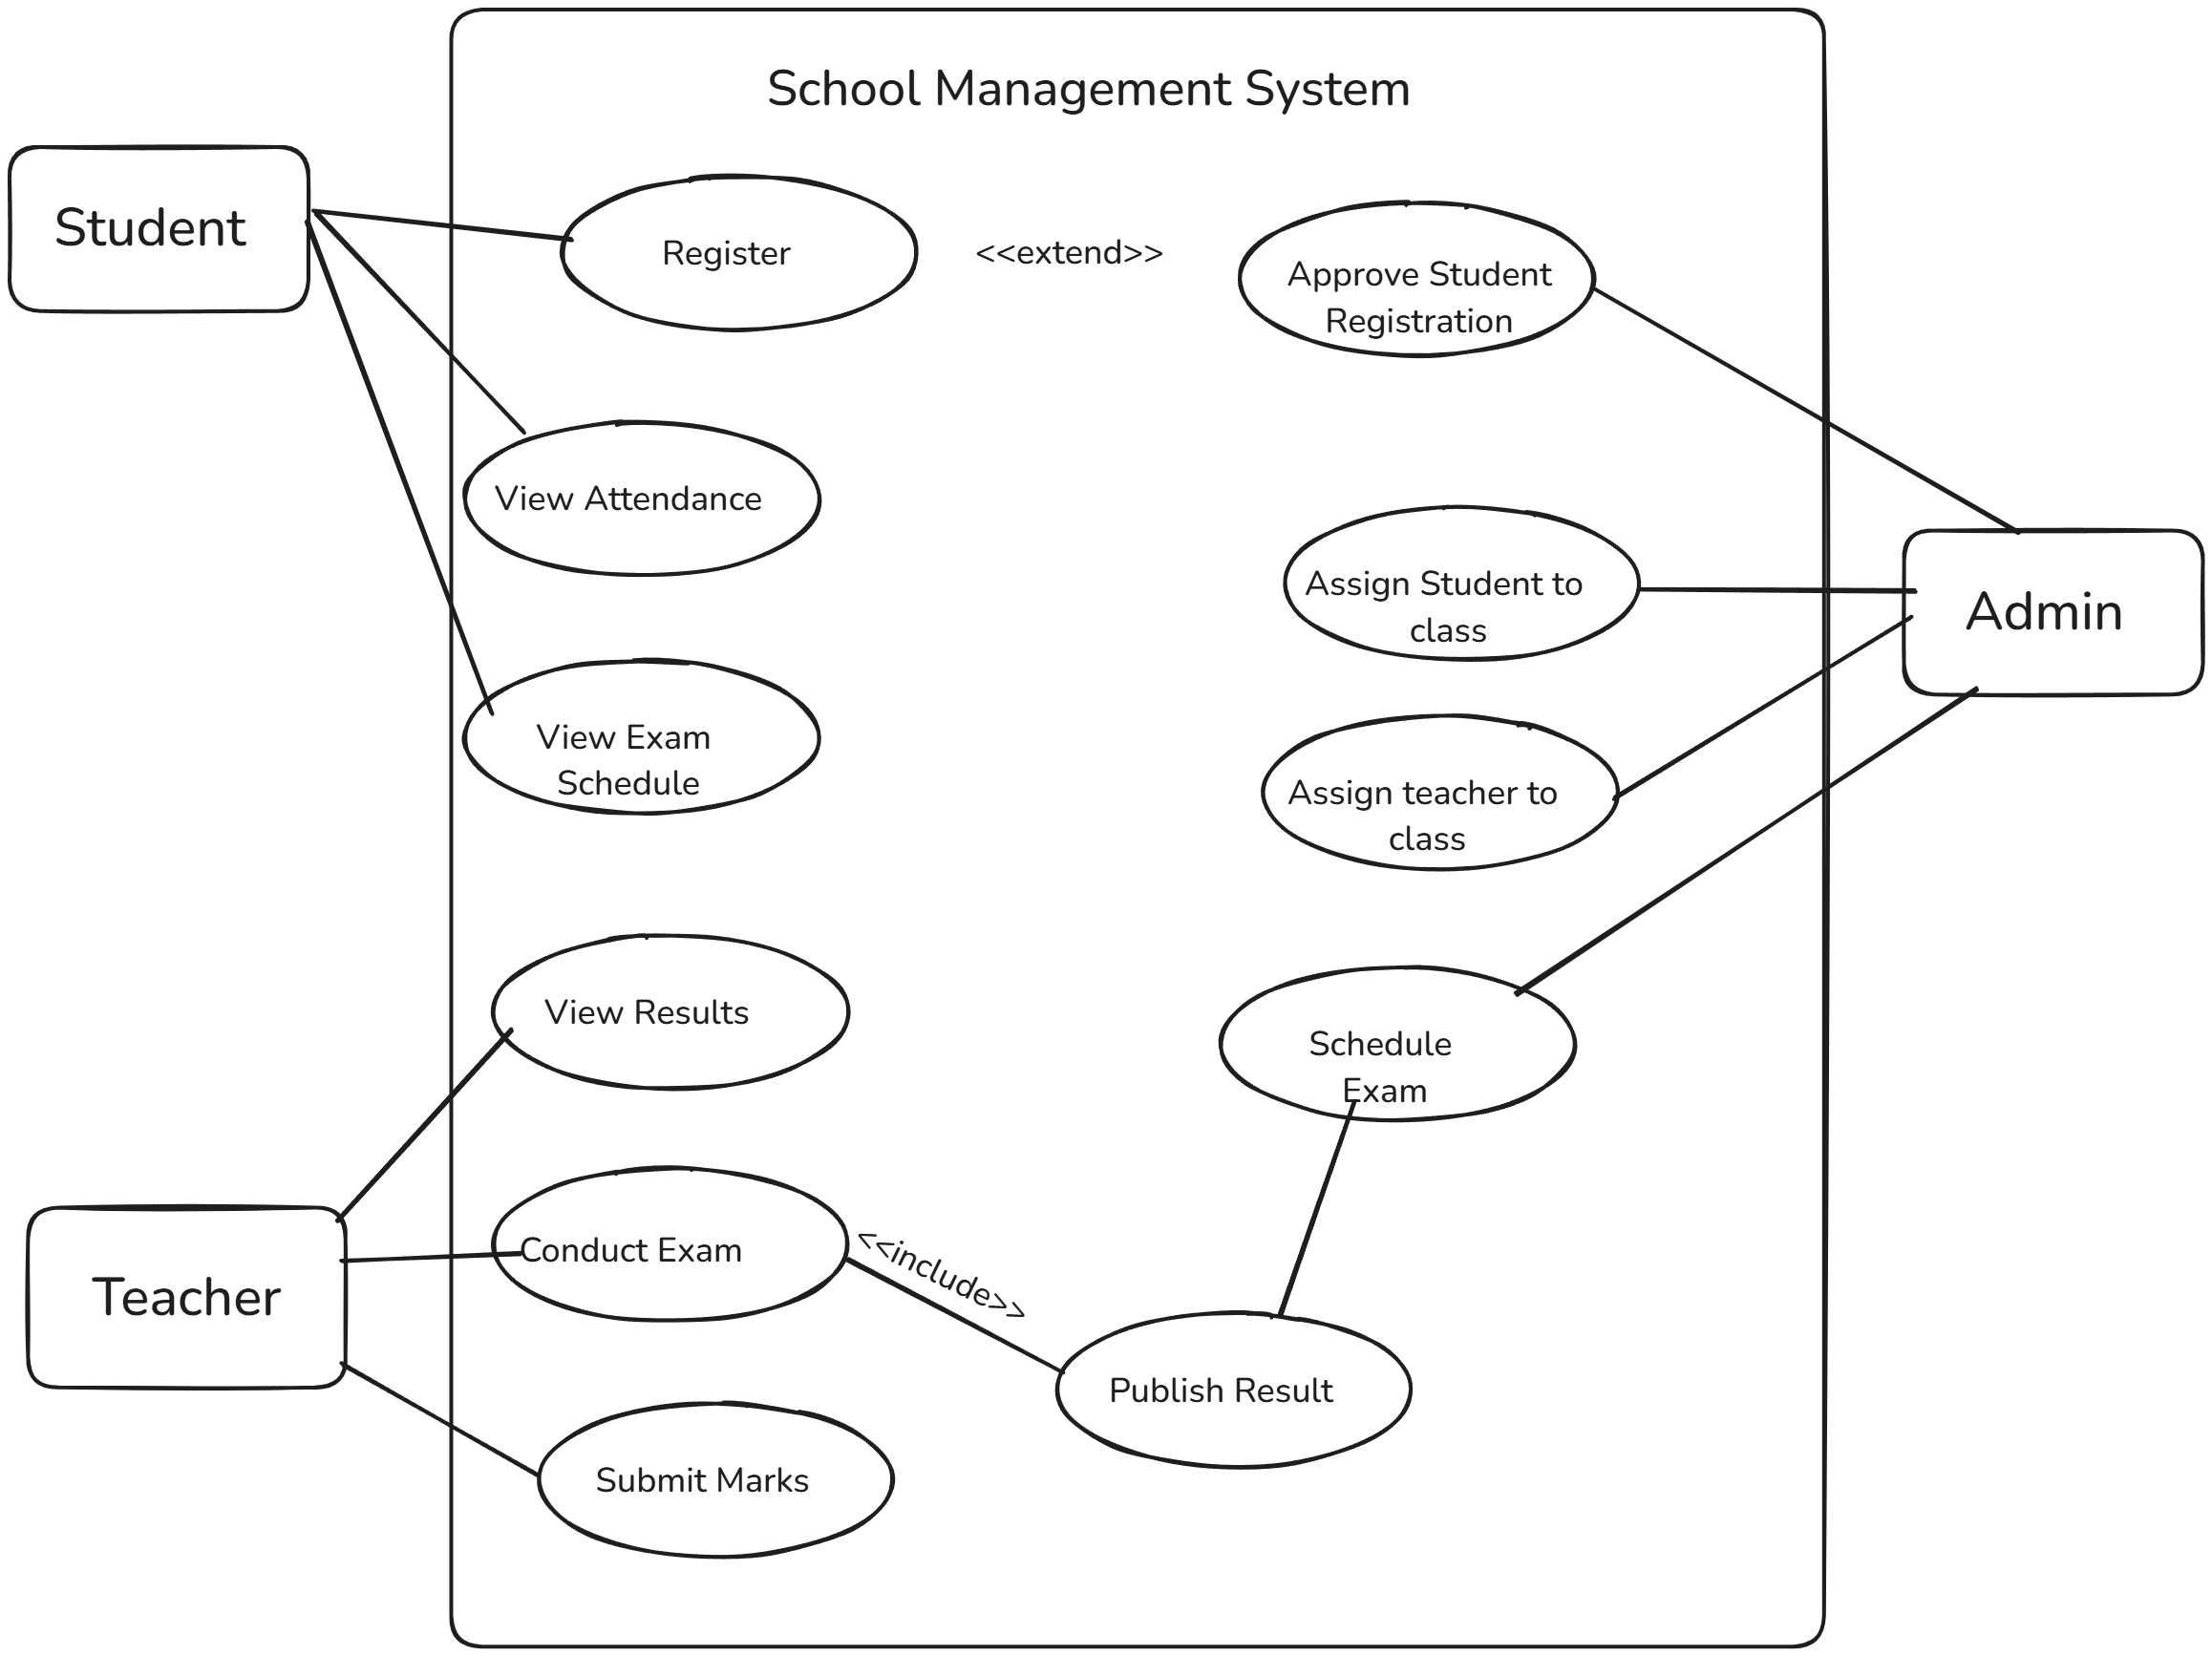 School Management System
Student
Register
<<extend>>
Approve Student
Registration
View Attendance
Assign Student to
class
Admin
View Exam
Schedule
Assign teacher to
class
View Results
Schedule
Exam
Conduct Exam
<<include>>
Teacher
Publish Result
Submit Marks